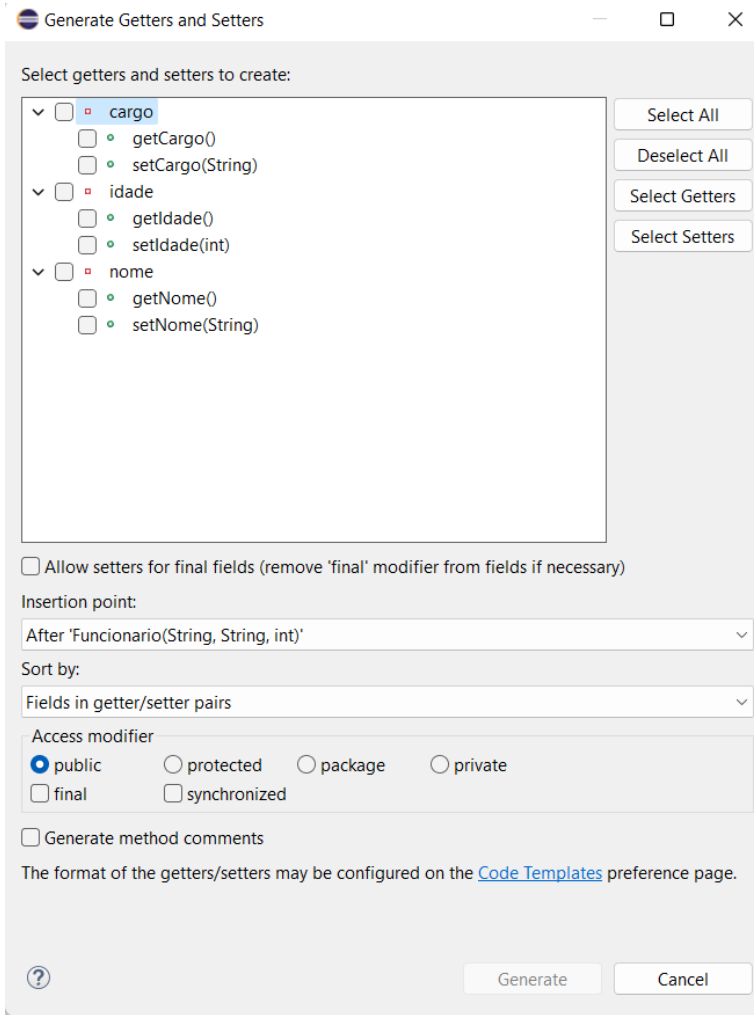 Generate Getters and Setters
Select getters and setters to create:
cargo
getCargo()
setCargo(String)
idade
getIdade()
setIdade(int)
nome
getNome()
setNome(String)
Select All
Deselect All
Select Getters
Select Setters
Allow setters for final fields (remove 'final' modifier from fields if necessary)
Insertion point:
After 'Funcionario(String, String, int)'
Sort by:
Fields in getter/setter pairs
Access modifier
public protected package private
final synchronized
Generate method comments
The format of the getters/setters may be configured on the Code Templates preference page.
?
Generate Cancel